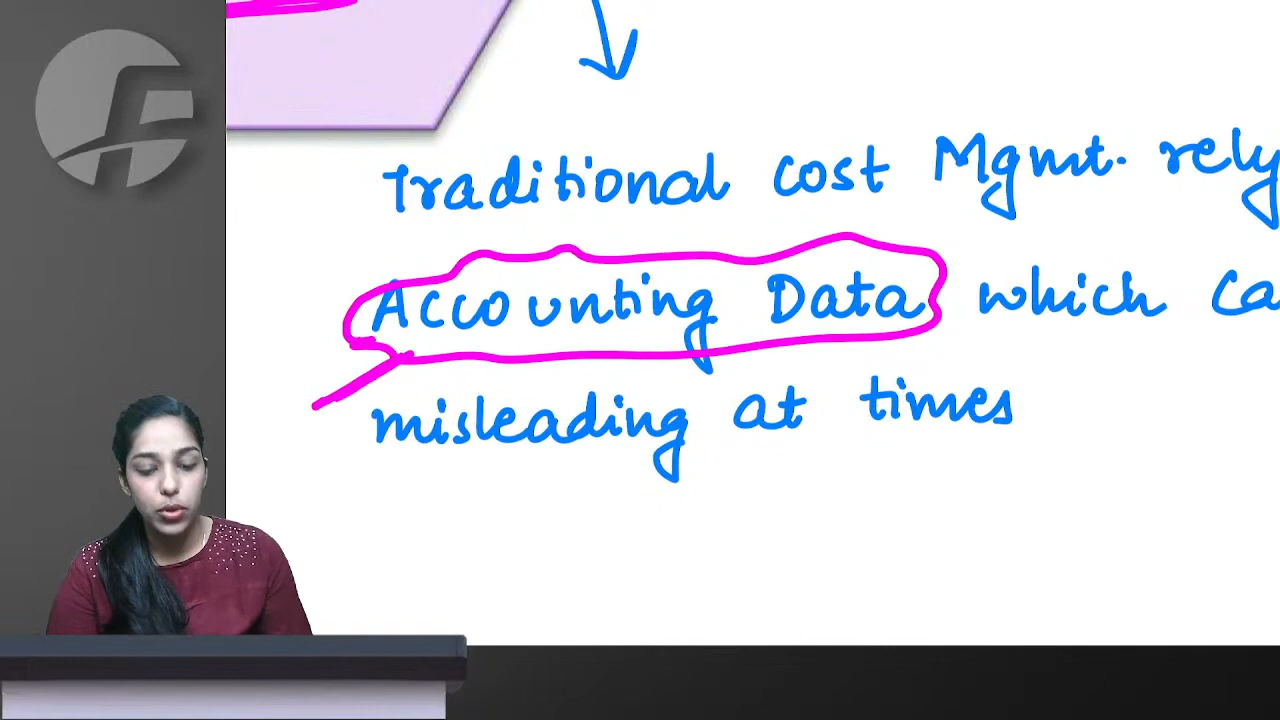 Traditional cost Mgmt. rely
Accounting Data which
misleading at times